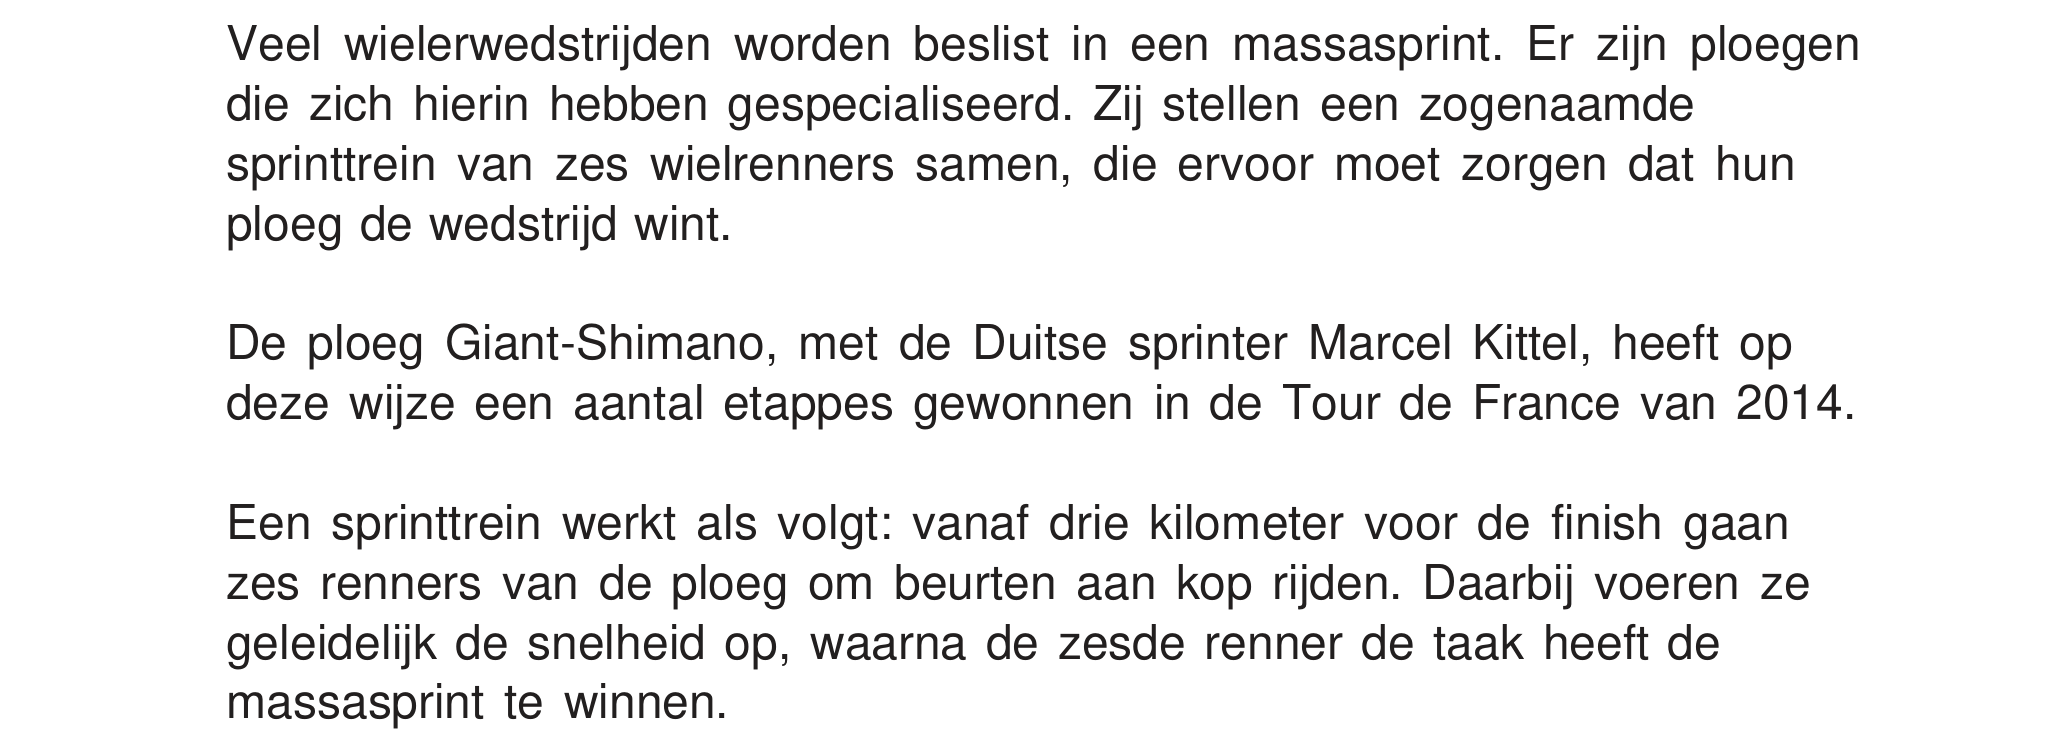 Veel wielerwedstrijden worden beslist in een massasprint. Er zijn ploegen
die zich hierin hebben gespecialiseerd. Zij stellen een zogenaamde
sprinttrein van zes wielrenners samen, die ervoor moet zorgen dat hun
ploeg de wedstrijd wint.
De ploeg Giant-Shimano, met de Duitse sprinter Marcel Kittel, heeft op
deze wijze een aantal etappes gewonnen in de Tour de France van 2014.
Een sprinttrein werkt als volgt: vanaf drie kilometer voor de finish gaan
zes renners van de ploeg om beurten aan kop rijden. Daarbij voeren ze
geleidelijk de snelheid op, waarna de zesde renner de taak heeft de
massasprint te winnen.